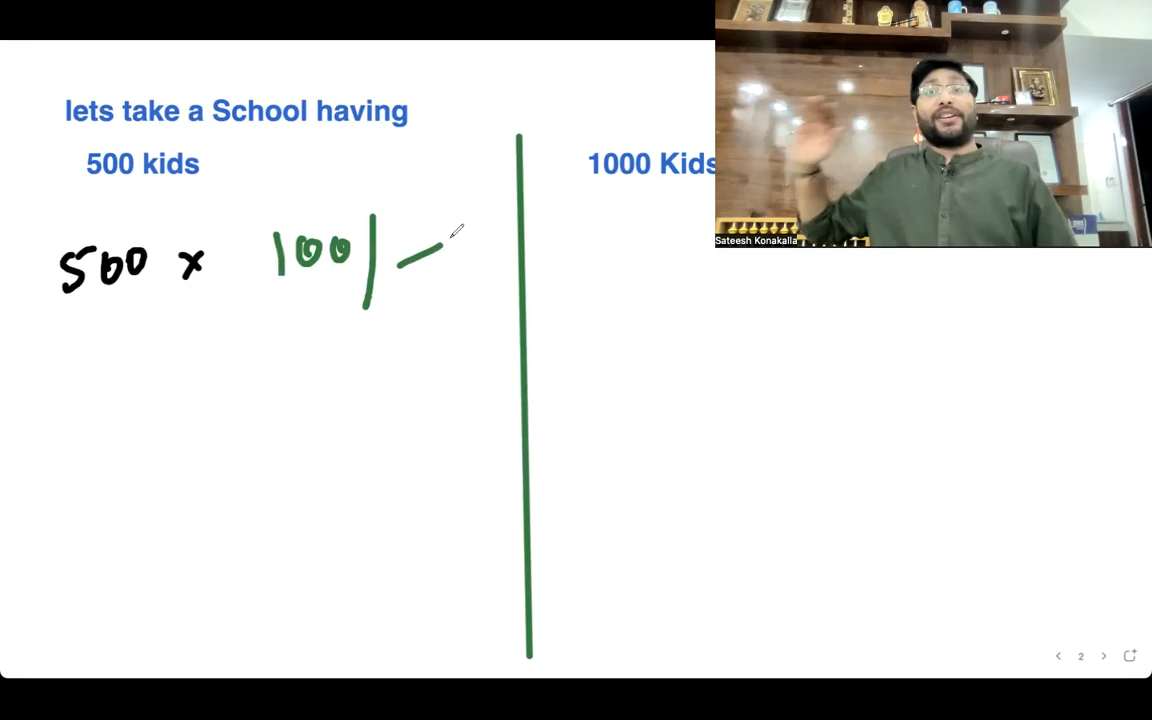 lets take a School having
500 kids
1000 Kids
500 x 100/-
Sateesh Konakalla
2